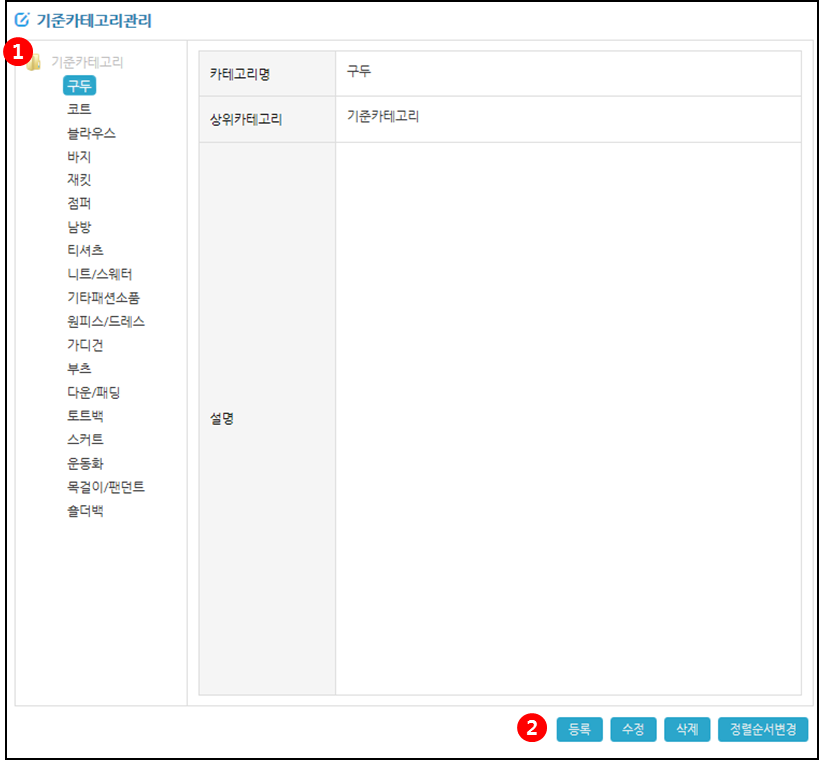 기준카테고리관리
1
기준카테고리
구두
코트
블라우스
바지
재킷
점퍼
남방
티셔츠
니트/스웨터
기타패션소품
원피스/드레스
가디건
부츠
다운/패딩
토트백
스커트
운동화
목걸이/팬던트
숄더백
카테고리명 구두
상위카테고리 기준카테고리
설명
2 등록 수정 삭제 정렬순서변경